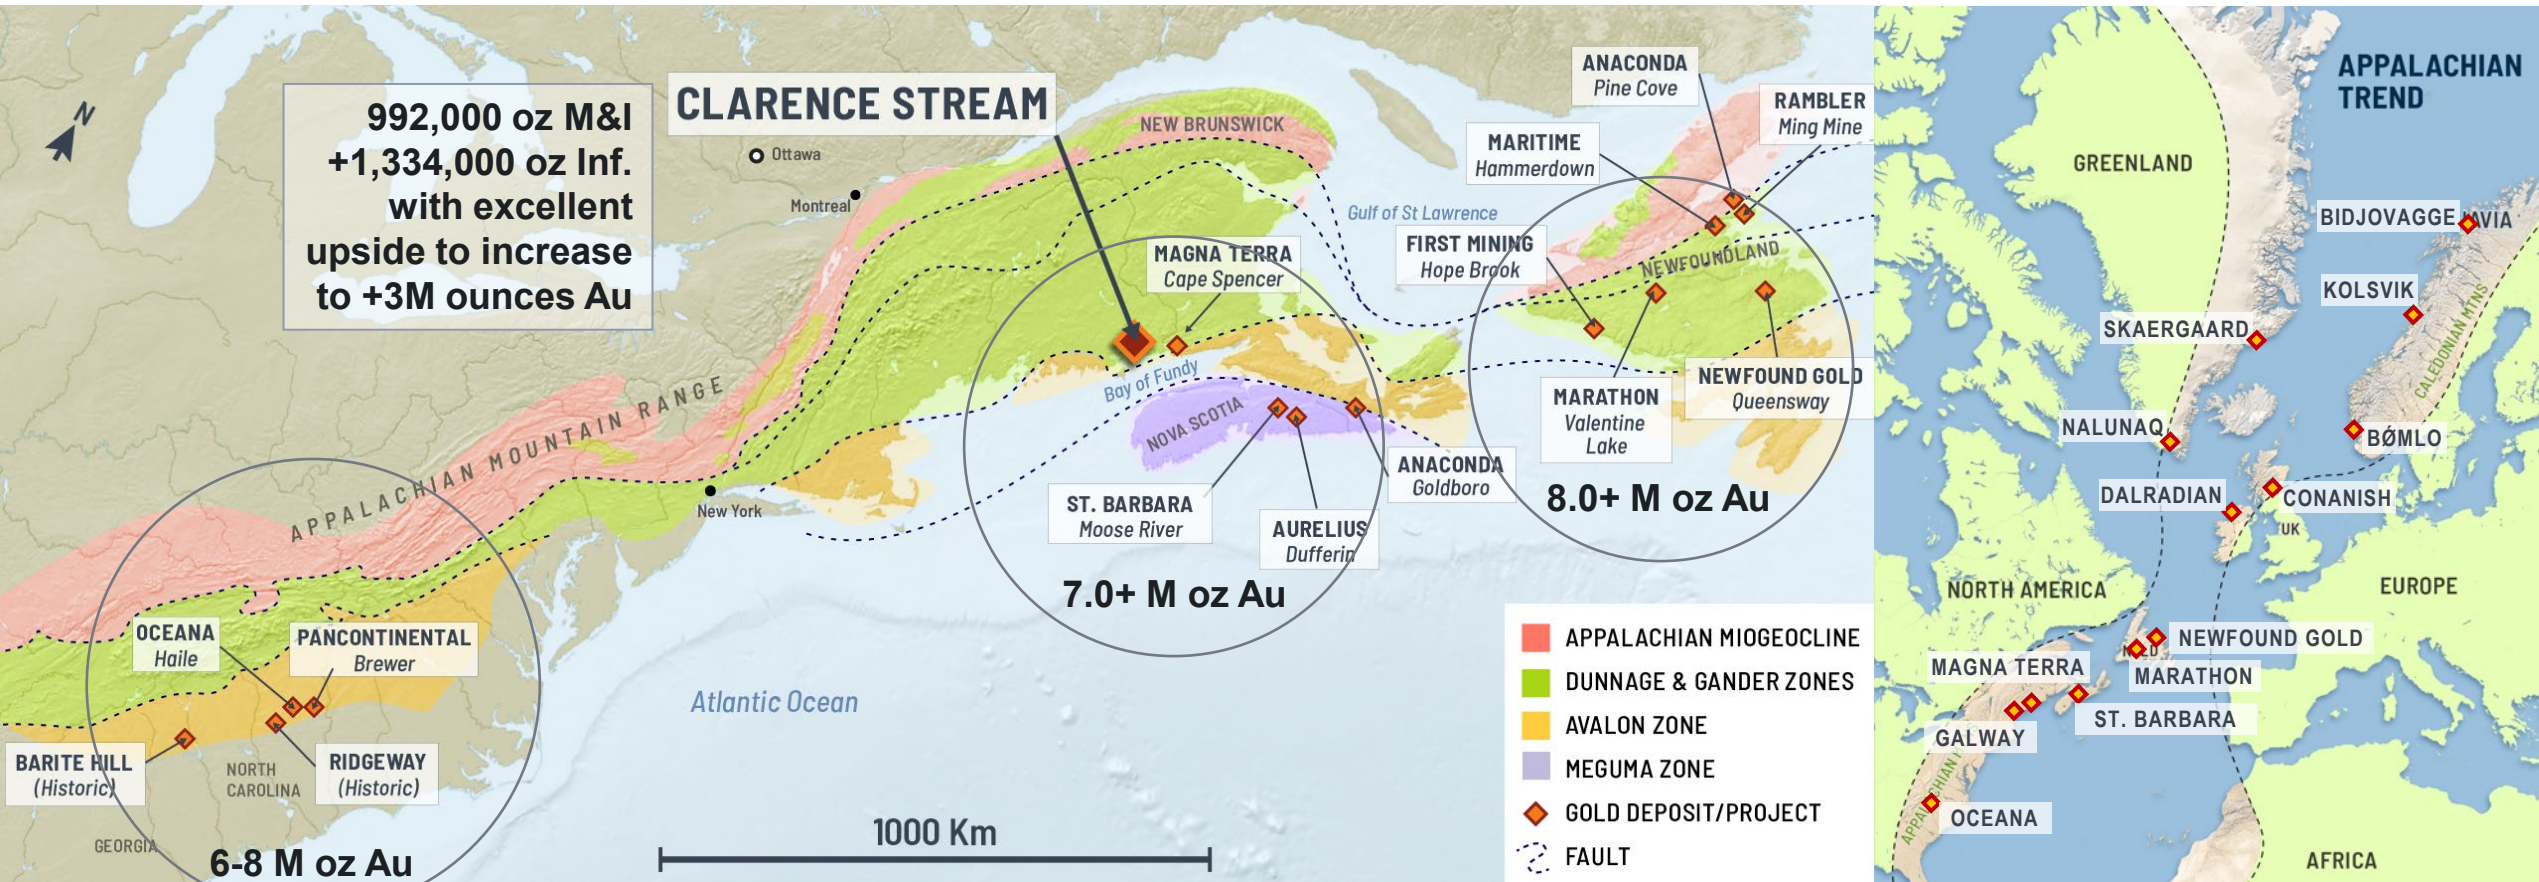 N
992,000 oz M&I
+1,334,000 oz Inf.
with excellent
upside to increase
to +3M ounces Au
CLARENCE STREAM
Ottawa
Montreal
NEW BRUNSWICK
Gulf of St Lawrence
MAGNA TERRA
Cape Spencer
ANACONDA
Pine Cove
RAMBLER
Ming Mine
MARITIME
Hammerdown
FIRST MINING
Hope Brook
NEWFOUNDLAND
MARATHON
Valentine
Lake
NEWFOUND GOLD
Queensway
8.0+ M oz Au
Bay of Fundy
NOVA SCOTIA
ST. BARBARA
Moose River
AURELIUS
Dufferin
ANACONDA
Goldboro
7.0+ M oz Au
APPALACHIAN MOUNTAIN RANGE
New York
OCEANA
Haile
PANCONTINENTAL
Brewer
BARITE HILL
(Historic)
RIDGEWAY
(Historic)
NORTH
CAROLINA
GEORGIA
6-8 M oz Au
Atlantic Ocean
1000 Km
APPALACHIAN MIOGEOCLINE
DUNNAGE & GANDER ZONES
AVALON ZONE
MEGUMA ZONE
GOLD DEPOSIT/PROJECT
FAULT
APPALACHIAN
TREND
GREENLAND
BIDJOVAGGE
AVIA
KOLSVIK
SKAERGAARD
CALEDONIAN MTNS
NALUNAQ
BØMLO
DALRADIAN
CONANISH
UK
NORTH AMERICA
EUROPE
NEWFOUND GOLD
MAGNA TERRA
MARATHON
ST. BARBARA
GALWAY
OCEANA
AFRICA